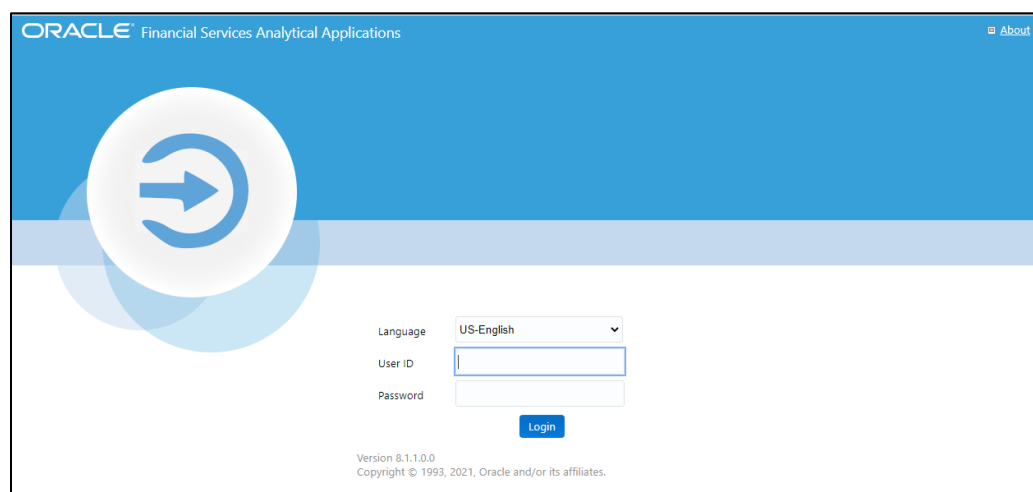 ORACLE® Financial Services Analytical Applications
About
Language US-English
User ID
Password
Login
Version 8.1.1.0.0
Copyright © 1993, 2021, Oracle and/or its affiliates.